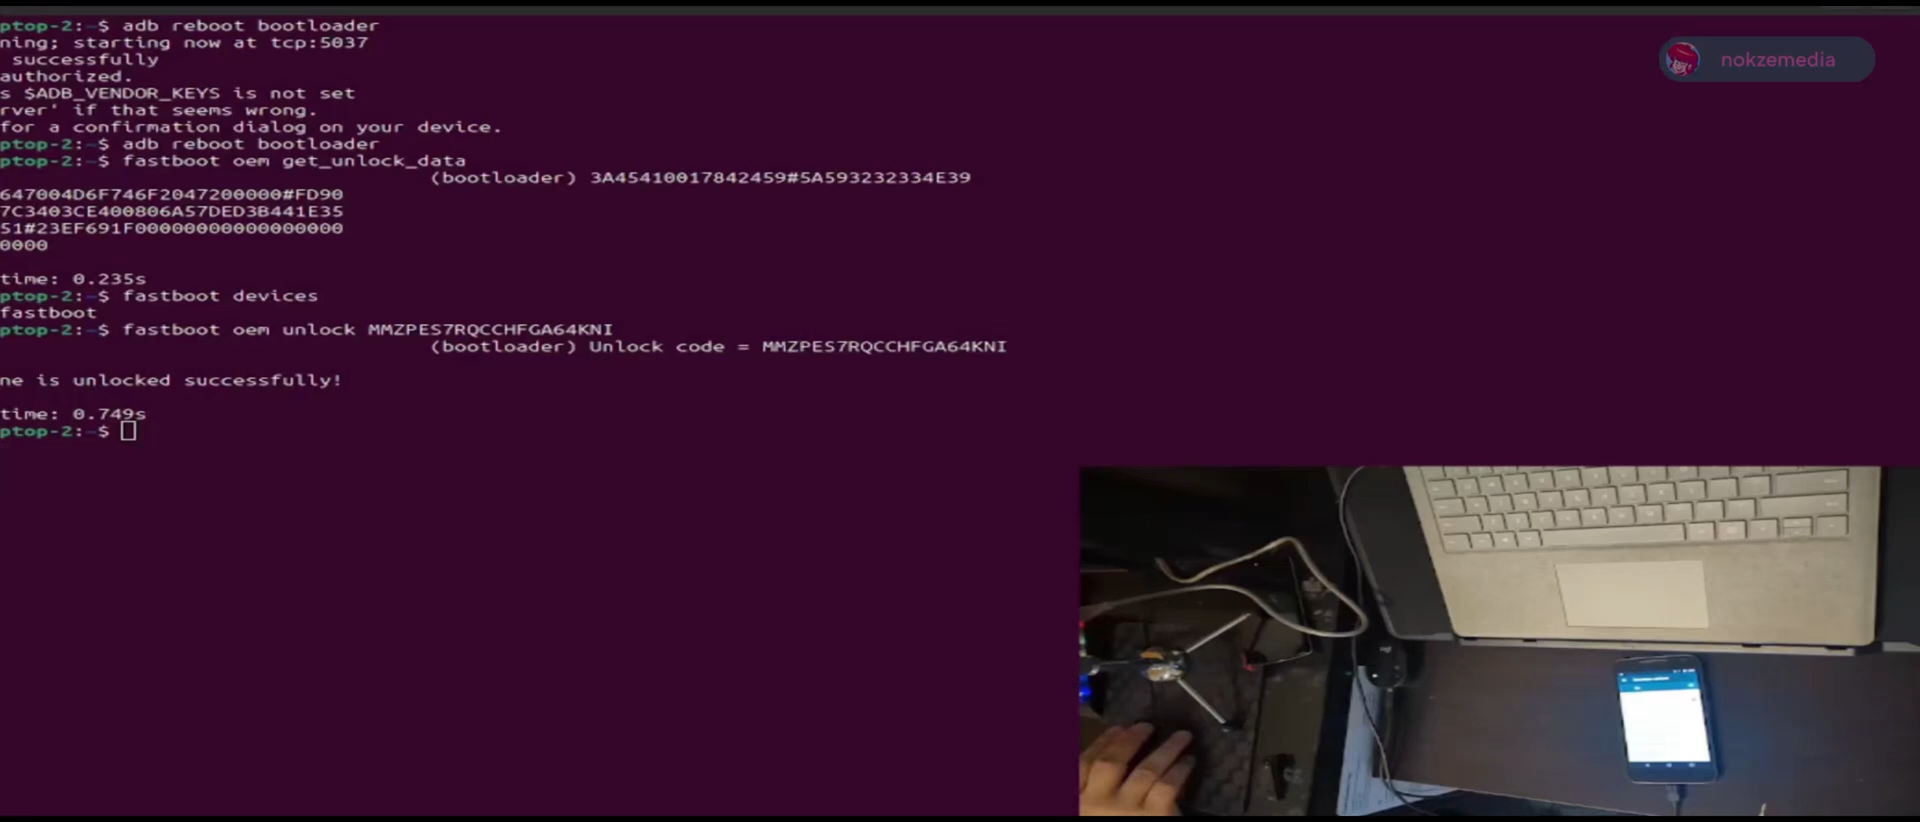 ptop-2:~$ adb reboot bootloader
ning; starting now at tcp:5037
successfully
authorized.
s $ADB_VENDOR_KEYS is not set
rver' if that seems wrong.
for a confirmation dialog on your device.
ptop-2:~$ adb reboot bootloader
ptop-2:~$ fastboot oem get_unlock_data
(bootloader) 3A45410017842459#5A593232334E39
647004D6F746F2047200000#FD90
7C3403CE400806A57DED3B441E35
51#23EF691F00000000000000000
0000
time: 0.235s
ptop-2:~$ fastboot devices
fastboot
ptop-2:~$ fastboot oem unlock MMZPES7RQCCHFGA64KNI
(bootloader) Unlock code = MMZPES7RQCCHFGA64KNI
ne is unlocked successfully!
time: 0.749s
ptop-2:~$
nokzemedia